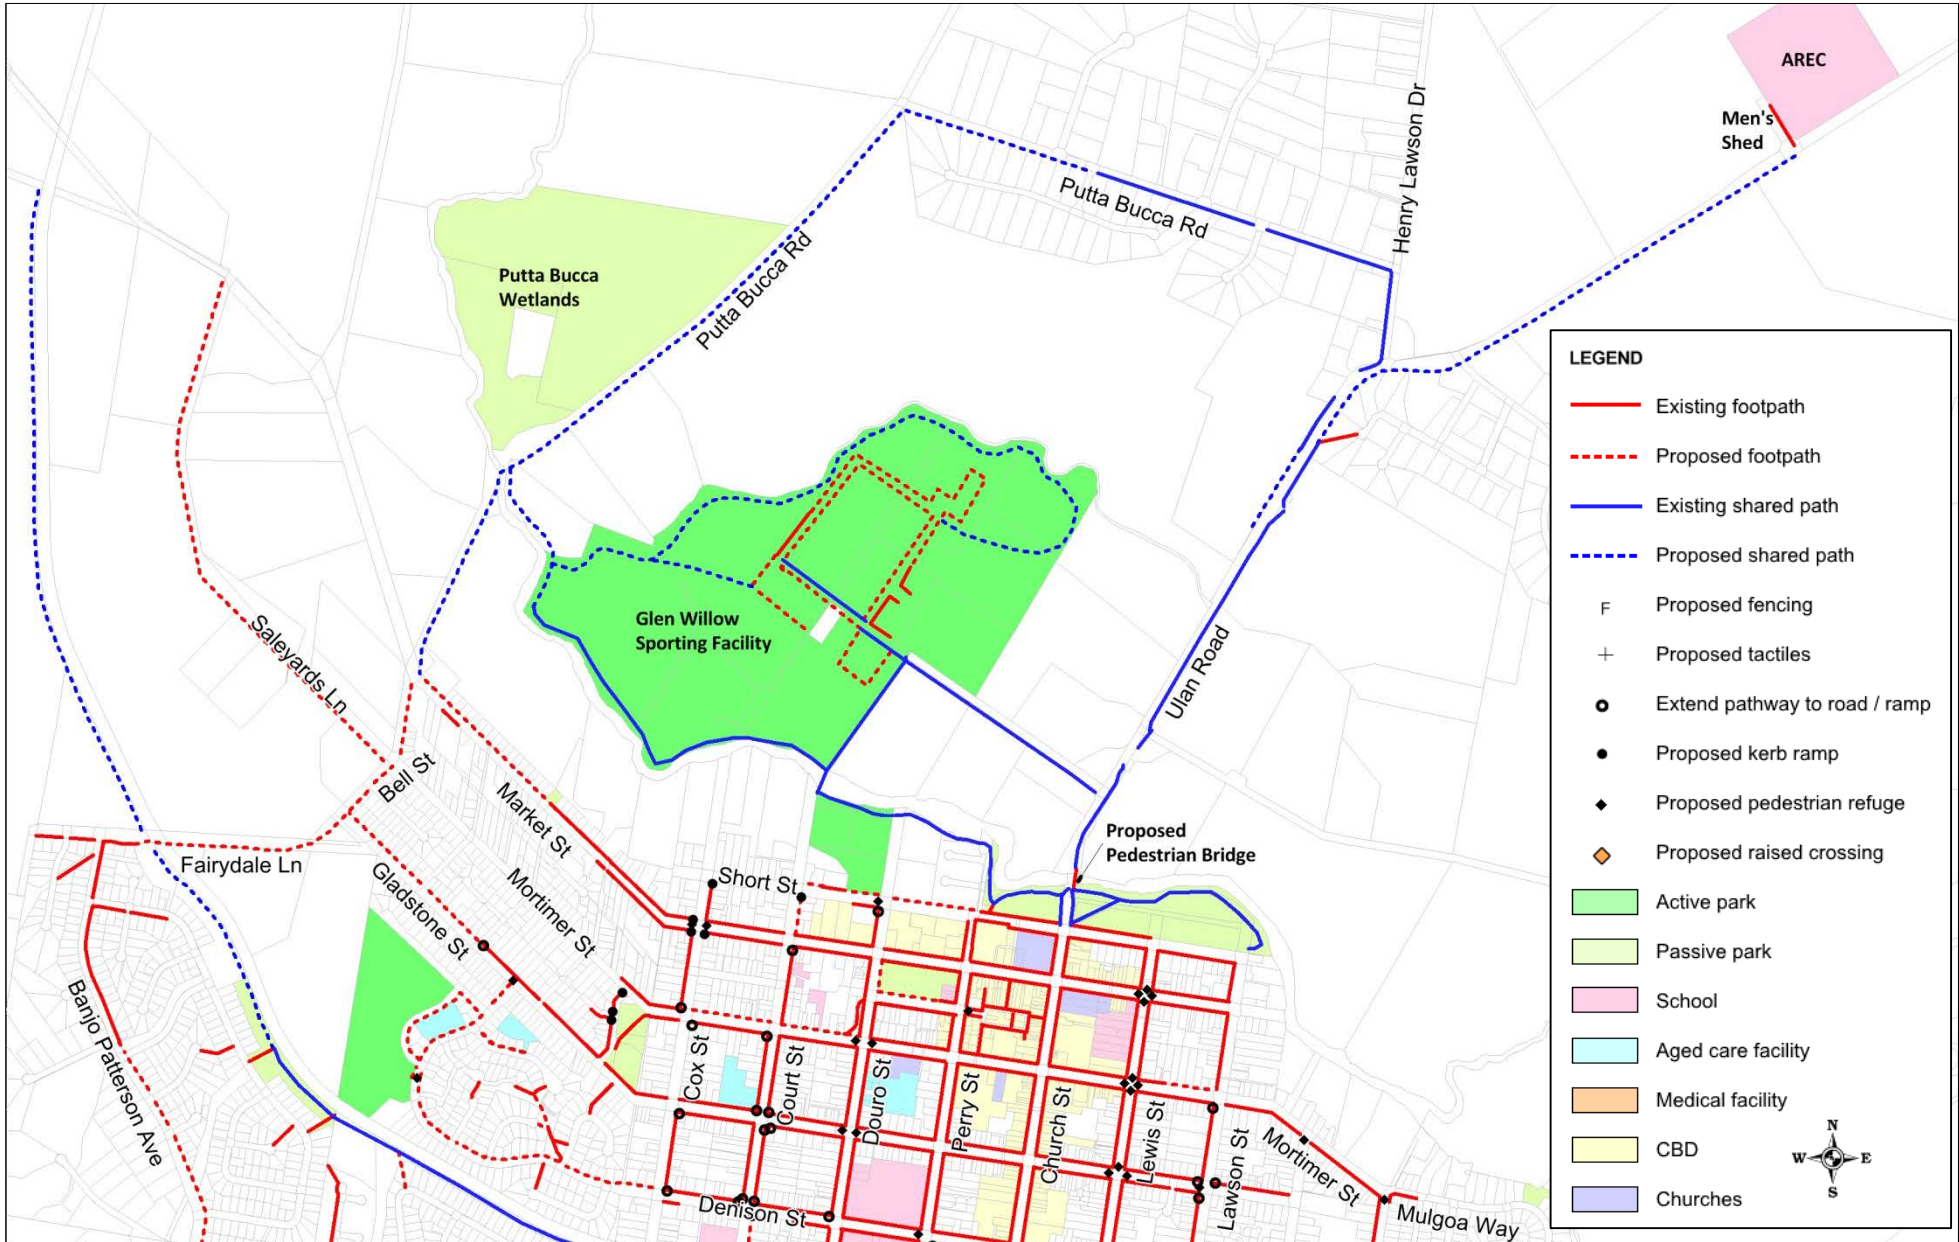 AREC
Men's
Shed
Henry Lawson Dr
Putta Bucca Rd
Putta Bucca Rd
Putta Bucca
Wetlands
Glen Willow
Sporting Facility
Ulan Road
Saleyards Ln
Bell St
Market St
Mortimer St
Fairydale Ln
Gladstone St
Short St
Proposed
Pedestrian Bridge
Banjo Patterson Ave
Cox St
Court St
Douro St
Perry St
Church St
Lewis St
Lawson St
Mortimer St
Denison St
Mulgoa Way
LEGEND
Existing footpath
Proposed footpath
Existing shared path
Proposed shared path
F Proposed fencing
Proposed tactiles
Extend pathway to road / ramp
Proposed kerb ramp
Proposed pedestrian refuge
Proposed raised crossing
Active park
Passive park
School
Aged care facility
Medical facility
CBD
Churches
N
W E
S